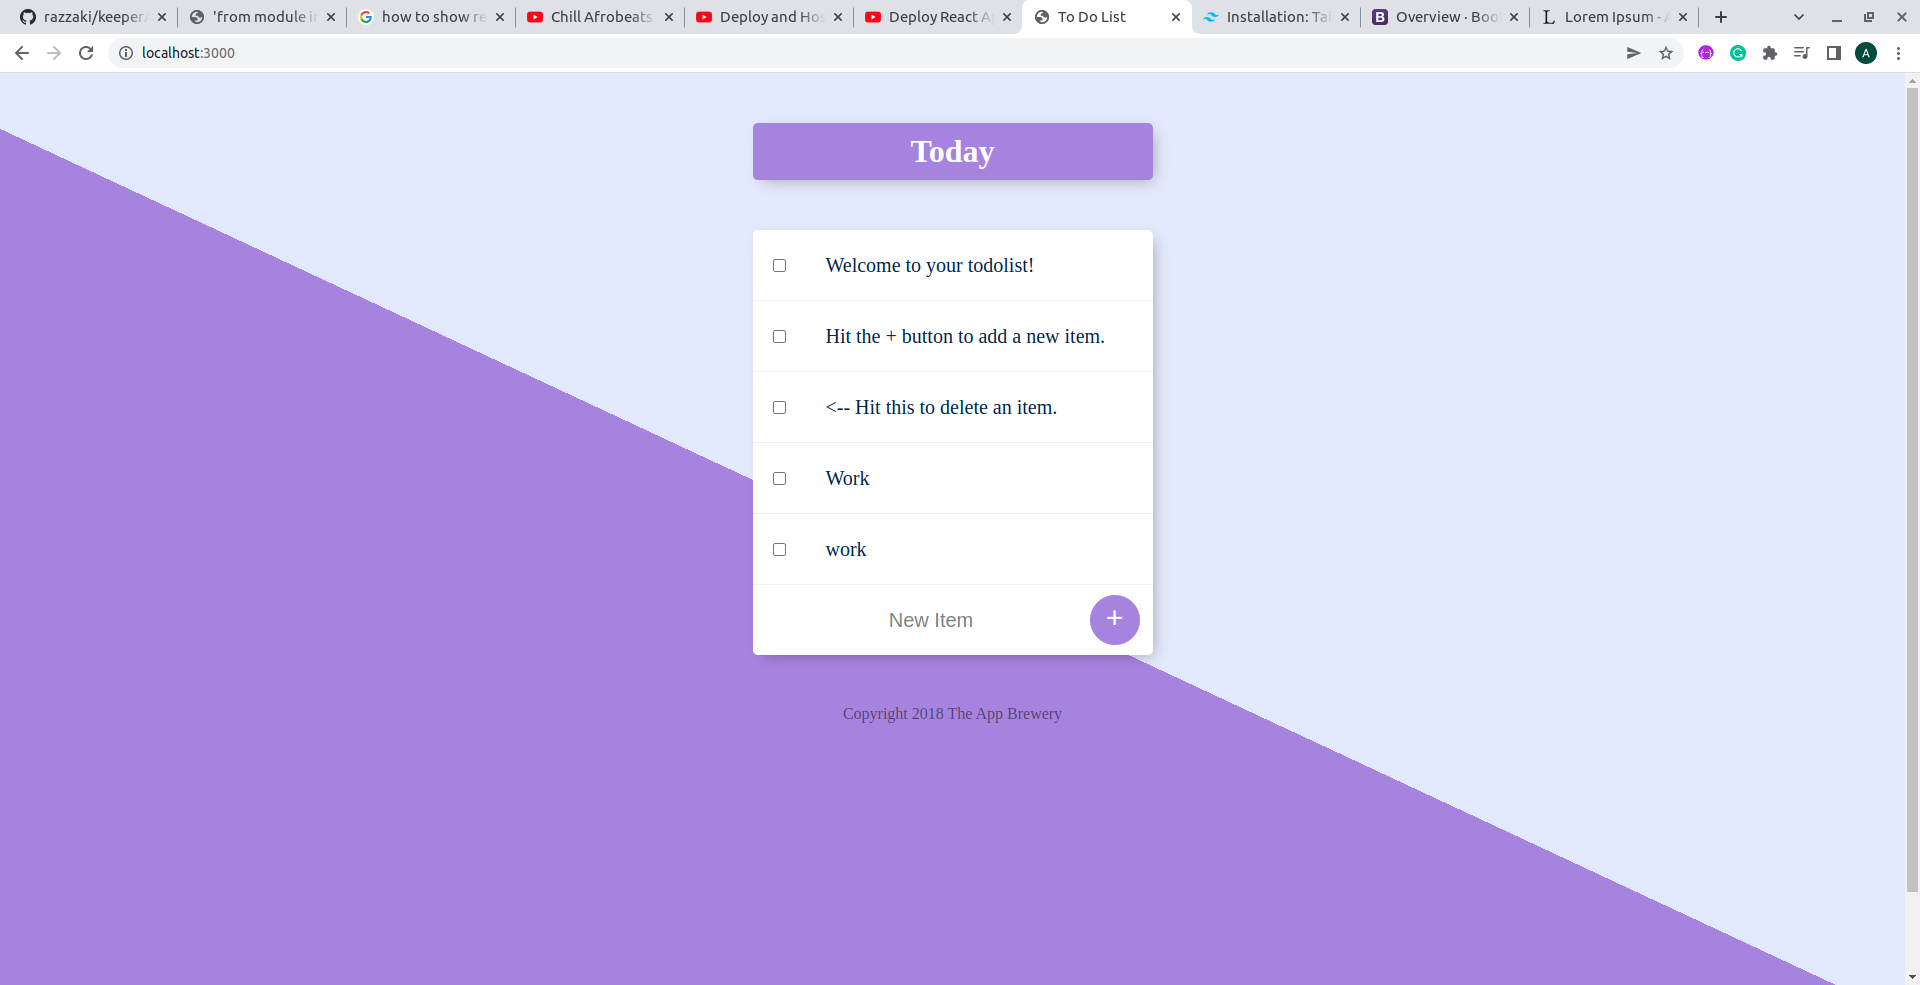 razzaki/keeper
'from module i
how to show re
Chill Afrobeats
Deploy and Hos
Deploy React A
To Do List
Installation: Ta
Overview · Boo
Lorem Ipsum - A
localhost:3000
A
Today
Welcome to your todolist!
Hit the + button to add a new item.
<-- Hit this to delete an item.
Work
work
New Item
+
Copyright 2018 The App Brewery